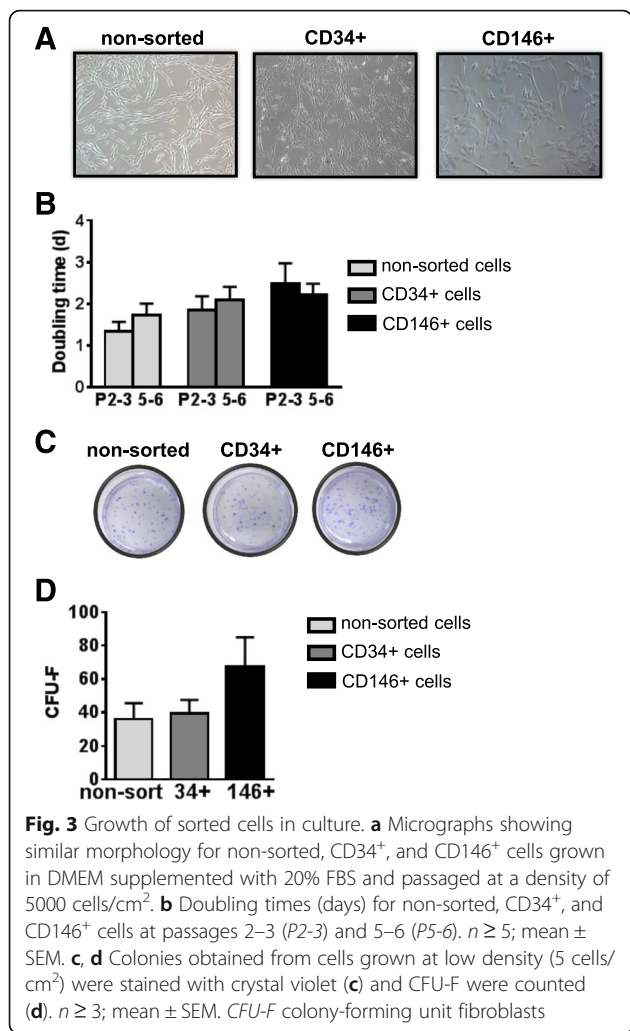 A
non-sorted CD34+ CD146+
B
Doubling time (d)
4
3
2
1
0
P2-3 5-6 P2-3 5-6 P2-3 5-6
non-sorted cells
CD34+ cells
CD146+ cells
C
non-sorted CD34+ CD146+
D
CFU-F
100
80
60
40
20
0
non-sort 34+ 146+
non-sorted cells
CD34+ cells
CD146+ cells
Fig. 3 Growth of sorted cells in culture. a Micrographs showing
similar morphology for non-sorted, CD34⁺, and CD146⁺ cells grown
in DMEM supplemented with 20% FBS and passaged at a density of
5000 cells/cm². b Doubling times (days) for non-sorted, CD34⁺, and
CD146⁺ cells at passages 2–3 (P2-3) and 5–6 (P5-6). n ≥ 5; mean ±
SEM. c, d Colonies obtained from cells grown at low density (5 cells/
cm²) were stained with crystal violet (c) and CFU-F were counted
(d). n ≥ 3; mean ± SEM. CFU-F colony-forming unit fibroblasts